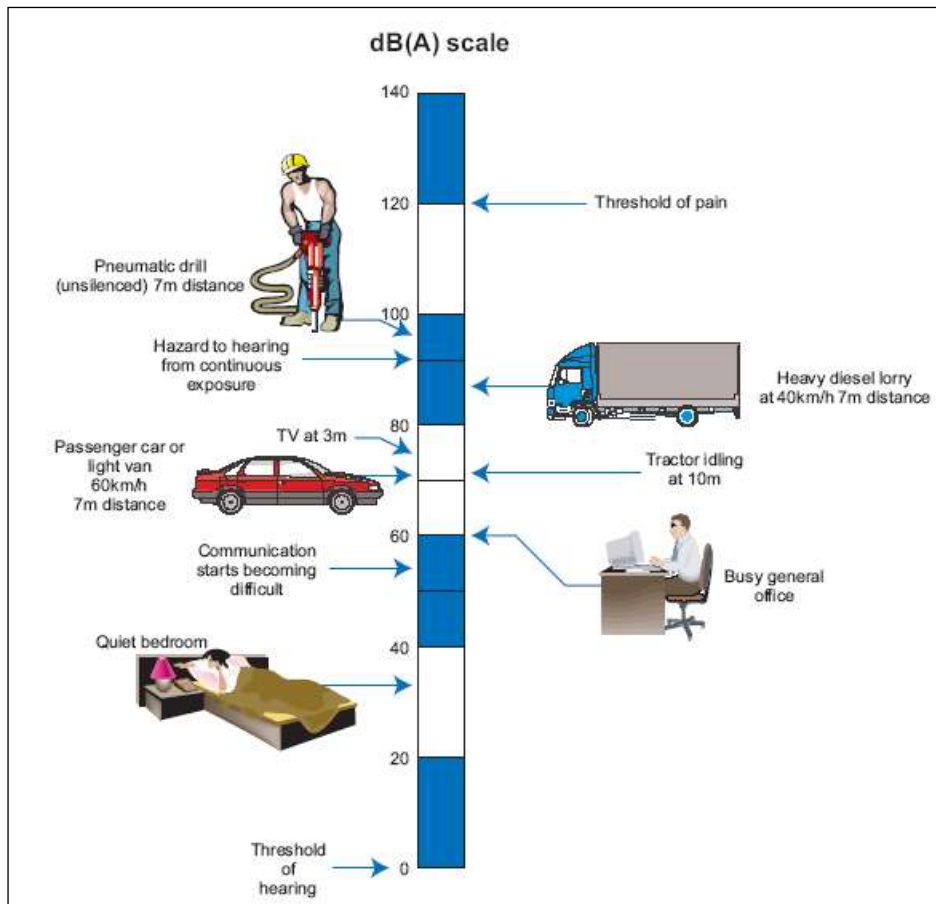 dB(A) scale
140
120
Threshold of pain
Pneumatic drill
(unsilenced) 7m distance
100
Hazard to hearing
from continuous
exposure
Heavy diesel lorry
at 40km/h 7m distance
80
TV at 3m
Passenger car or
light van
60km/h
7m distance
Tractor idling
at 10m
60
Communication
starts becoming
difficult
Busy general
office
Quiet bedroom
40
20
Threshold
of
hearing
0